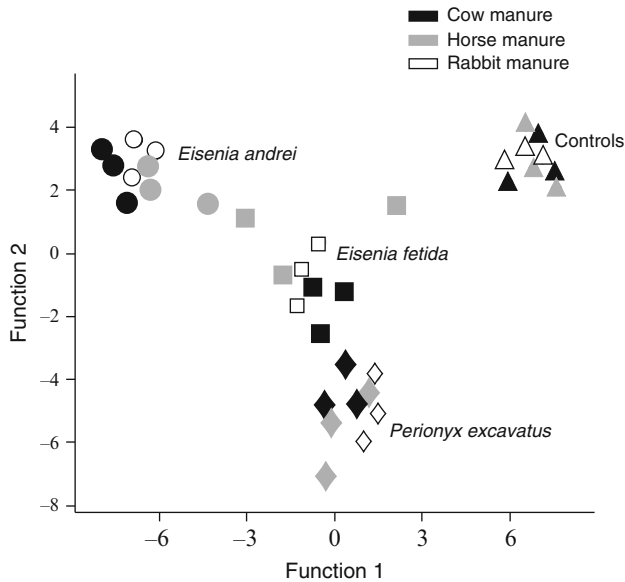 Cow manure
Horse manure
Rabbit manure
4
2
0
−2
−4
−6
−8
Function 2
Eisenia andrei
Controls
Eisenia fetida
Perionyx excavatus
−6
−3
0
3
6
Function 1